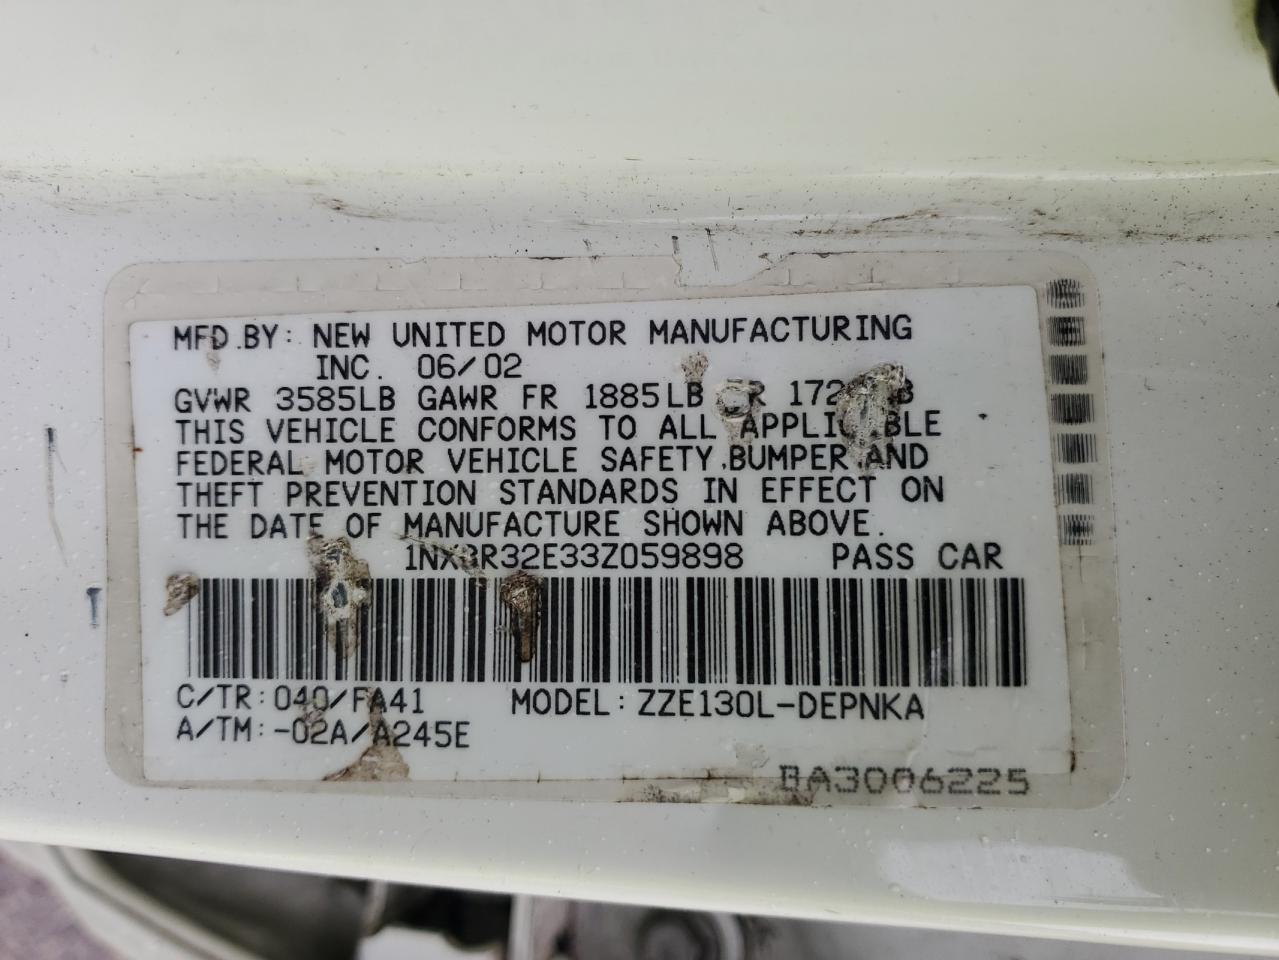 MFD.BY: NEW UNITED MOTOR MANUFACTURING
INC. 06/02
GVWR 3585LB GAWR FR 1885LB
THIS VEHICLE CONFORMS TO ALL APPLICABLE
FEDERAL MOTOR VEHICLE SAFETY,BUMPER AND
THEFT PREVENTION STANDARDS IN EFFECT ON
THE DATE OF MANUFACTURE SHOWN ABOVE.
PASS CAR
C/TR:040/FA41 MODEL:ZZE130L-DEPNKA
A/TM:-02A/A245E
BA3006225